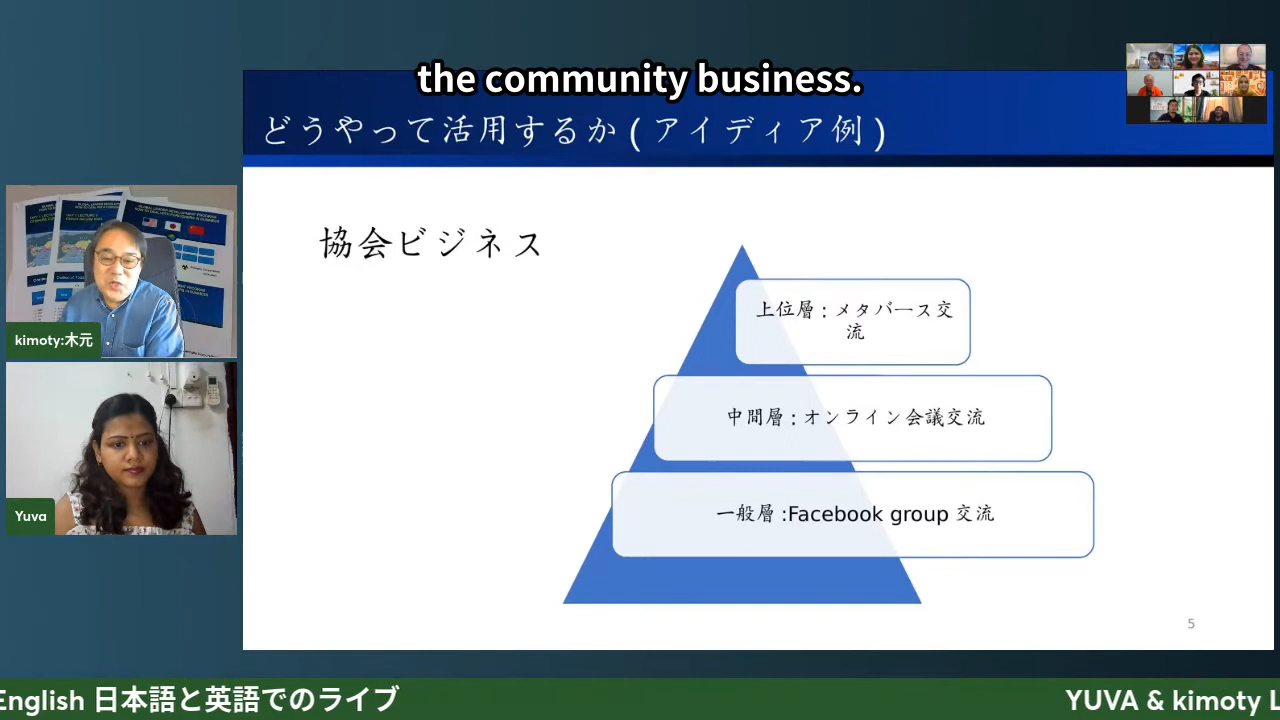 the community business.
どうやって活用するか ( アイディア例 )
協会ビジネス
上位層 : メタバース交
流
中間層 : オンライン会議交流
一般層 :Facebook group 交流
5
kimoty:木元
Yuva
English 日本語と英語でのライブ
YUVA & kimoty L